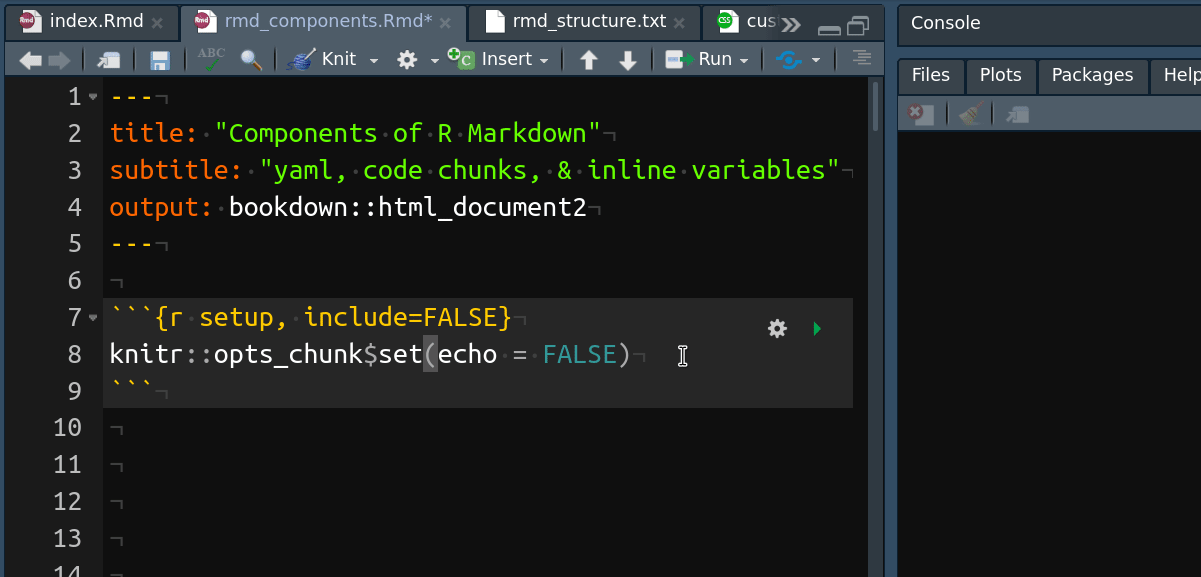 index.Rmd rmd_components.Rmd* rmd_structure.txt cus
Console
ABC Knit Insert Run
Files Plots Packages Help
1 ---
2 title: "Components of R Markdown"
3 subtitle: "yaml, code chunks, & inline variables"
4 output: bookdown::html_document2
5 ---
6
7 ```{r setup, include=FALSE}
8 knitr::opts_chunk$set(echo = FALSE)
9 ```
10
11
12
13
14